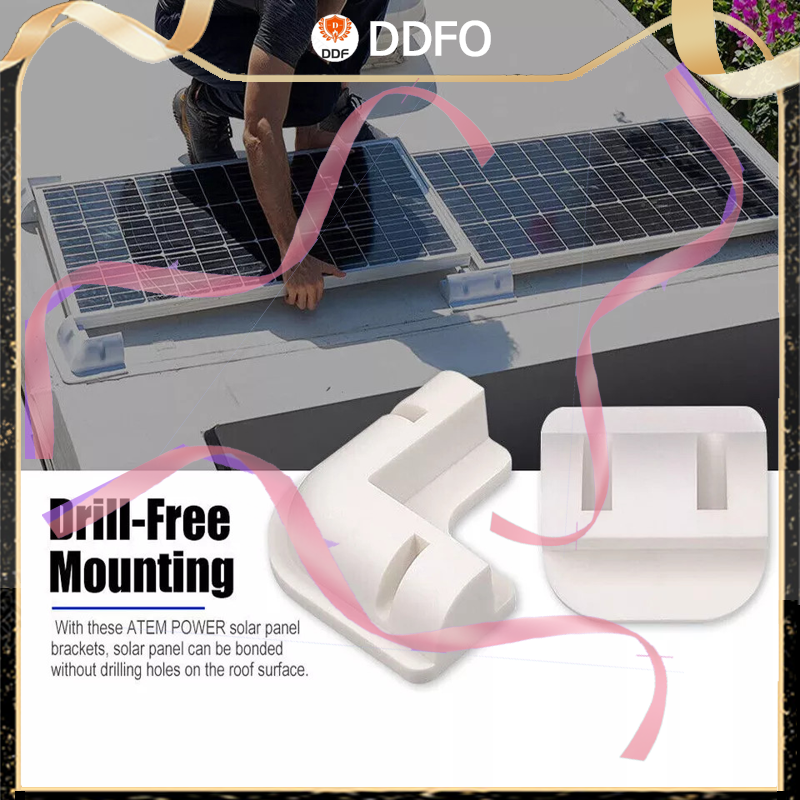 DDF
DDFO
Drill-Free
Mounting
With these ATEM POWER solar panel
brackets, solar panel can be bonded
without drilling holes on the roof surface.